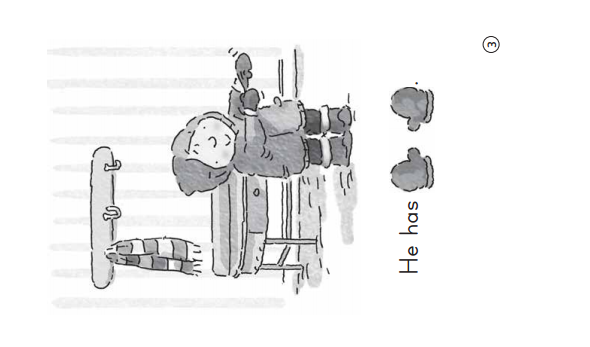 He has .
③